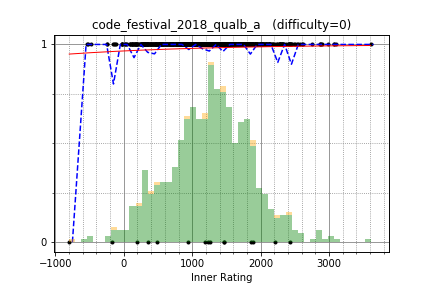 code_festival_2018_qualb_a (difficulty=0)
1
0
−1000 0 1000 2000 3000
Inner Rating